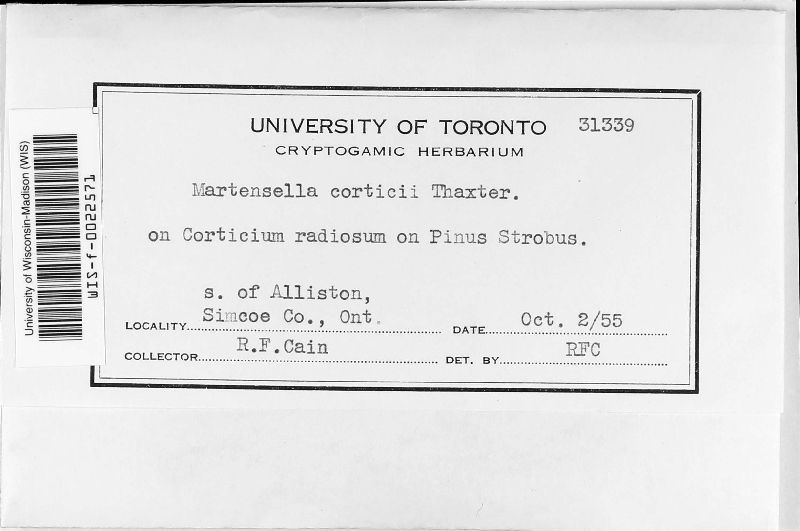 UNIVERSITY OF TORONTO 31339
CRYPTOGAMIC HERBARIUM
Martensella corticii Thaxter.
on Corticium radiosum on Pinus Strobus.
s. of Alliston,
LOCALITY Simcoe Co., Ont. DATE Oct. 2/55
COLLECTOR R.F.Cain DET. BY RFC
University of Wisconsin-Madison (WIS)
WIS-f-0022571